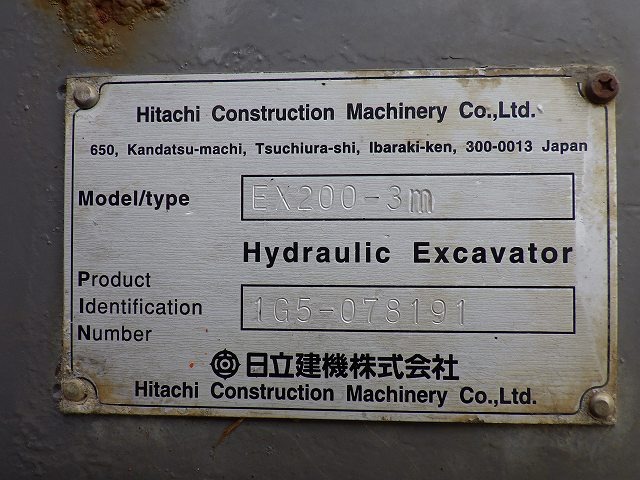 Hitachi Construction Machinery Co.,Ltd.
650, Kandatsu-machi, Tsuchiura-shi, Ibaraki-ken, 300-0013 Japan
Model/type EX200-3m
Hydraulic Excavator
Product
Identification 1G5-078191
Number
日立建機株式会社
Hitachi Construction Machinery Co.,Ltd.